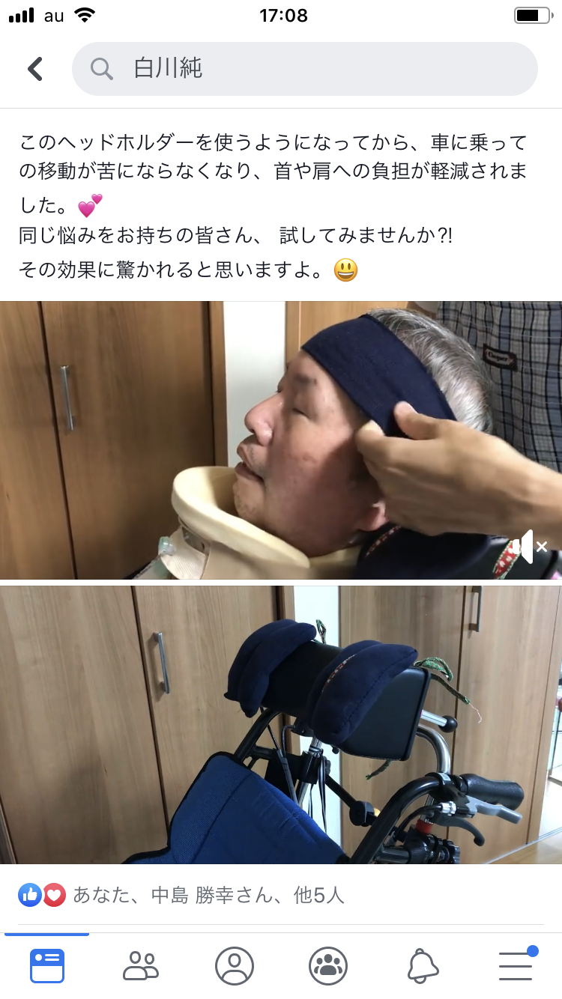 au
17:08
白川純
このヘッドホルダーを使うようになってから、車に乗って
の移動が苦にならなくなり、首や肩への負担が軽減されま
した。💕
同じ悩みをお持ちの皆さん、 試してみませんか⁈
その効果に驚かれると思いますよ。😃
あなた、中島 勝幸さん、他5人